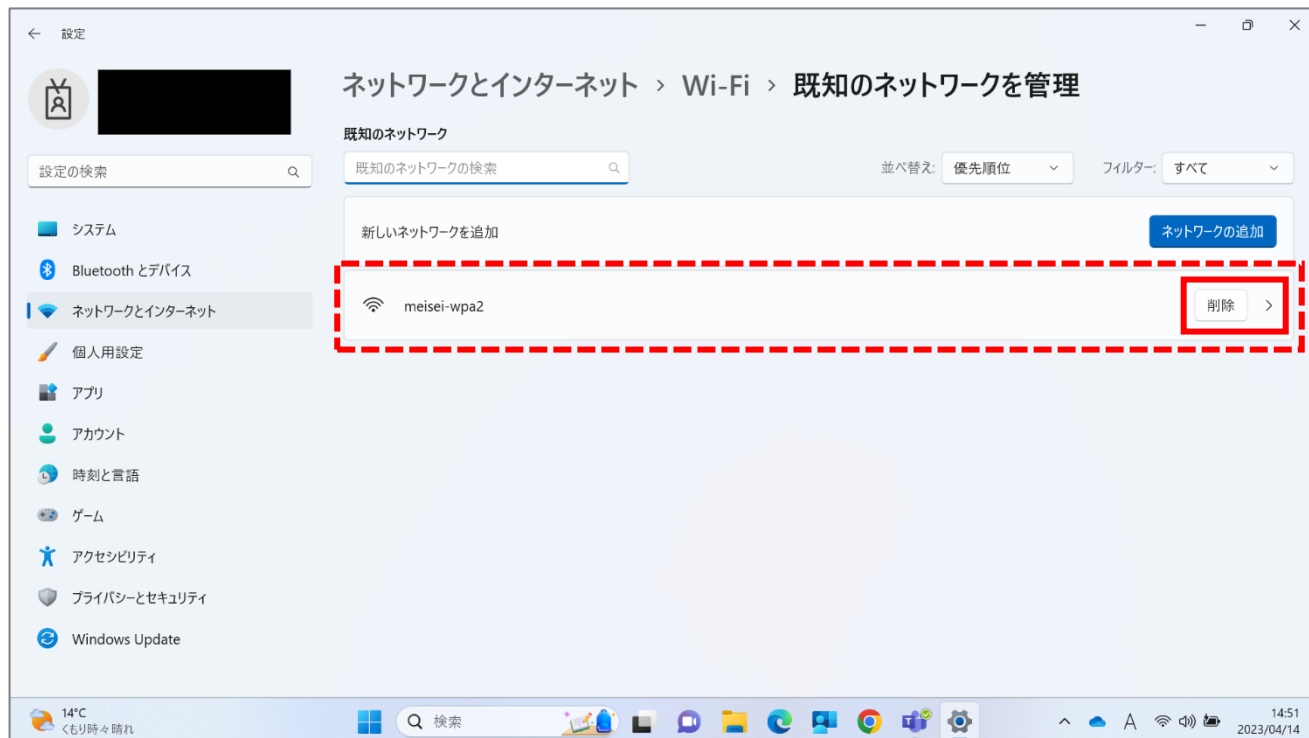 設定
ネットワークとインターネット > Wi-Fi > 既知のネットワークを管理
既知のネットワーク
設定の検索
既知のネットワークの検索
並べ替え: 優先順位
フィルター: すべて
新しいネットワークを追加
ネットワークの追加
meisei-wpa2
削除
システム
Bluetooth とデバイス
ネットワークとインターネット
個人用設定
アプリ
アカウント
時刻と言語
ゲーム
アクセシビリティ
プライバシーとセキュリティ
Windows Update
14°C
くもり時々晴れ
検索
A
14:51
2023/04/14